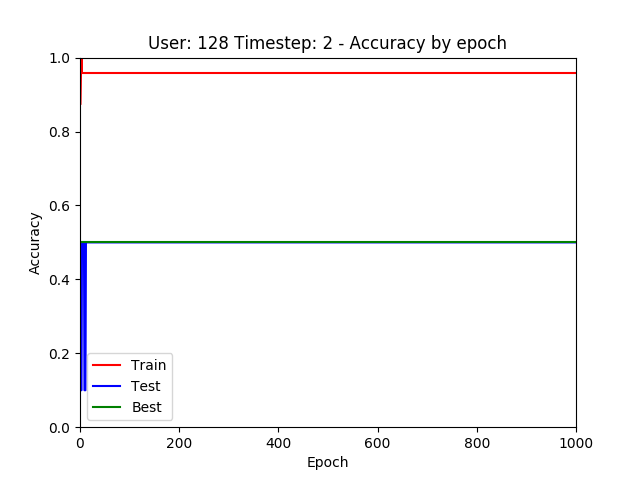 User: 128 Timestep: 2 - Accuracy by epoch
1.0
0.8
0.6
0.4
0.2
0.0
Accuracy
Train
Test
Best
0 200 400 600 800 1000
Epoch